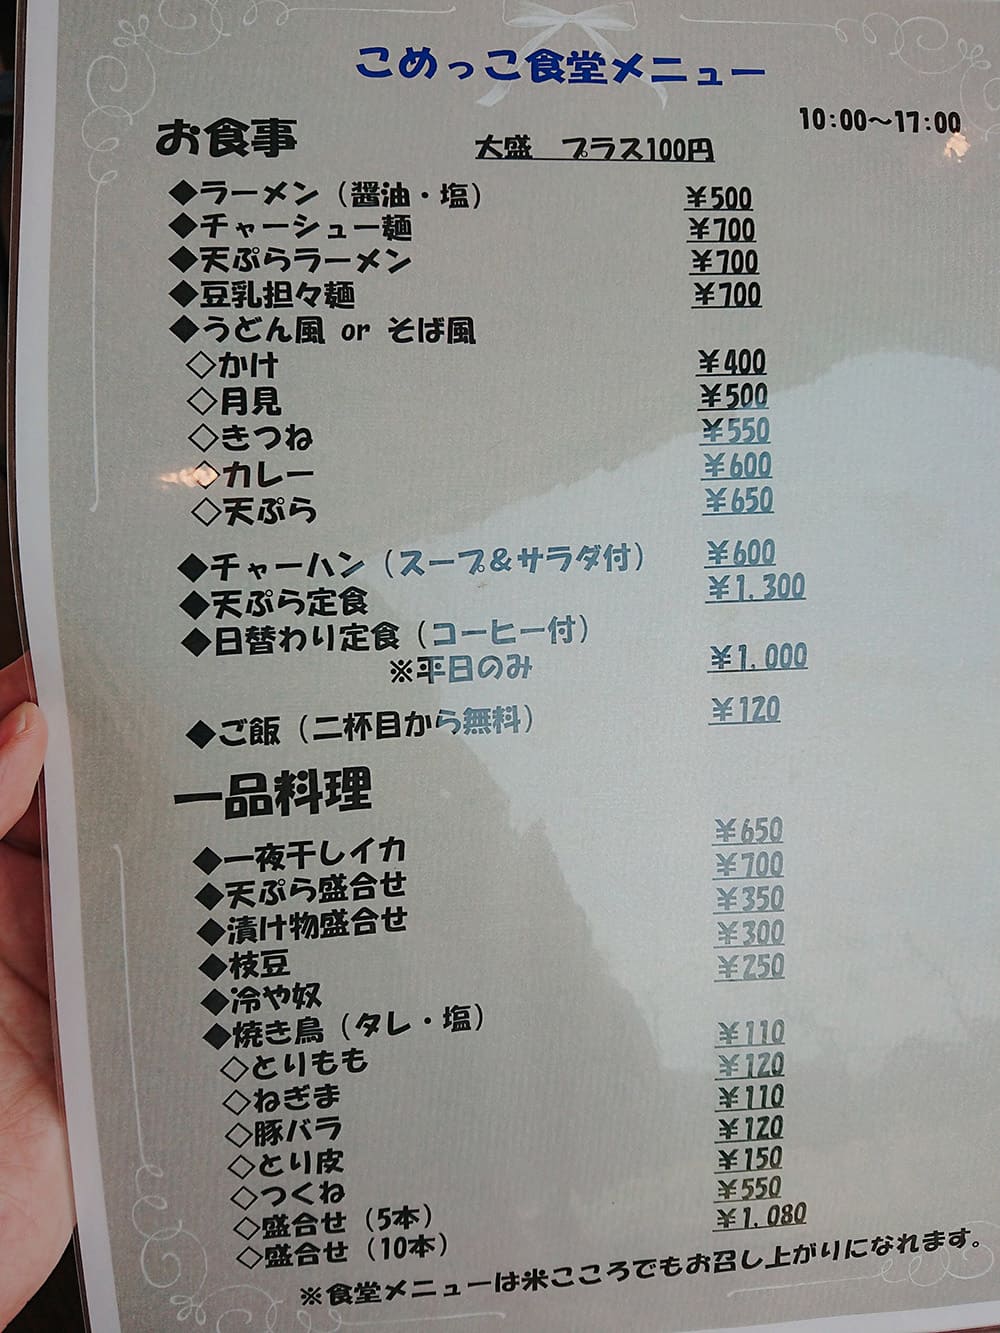 こめっこ食堂メニュー
10:00～17:00
お食事 大盛 プラス100円
◆ラーメン（醤油・塩） ¥500
◆チャーシュー麺 ¥700
◆天ぷらラーメン ¥700
◆豆乳担々麺 ¥700
◆うどん風 or そば風
◇かけ ¥400
◇月見 ¥500
◇きつね ¥550
◇カレー ¥600
◇天ぷら ¥650
◆チャーハン（スープ＆サラダ付） ¥600
◆天ぷら定食 ¥1,300
◆日替わり定食（コーヒー付）
※平日のみ ¥1,000
◆ご飯（二杯目から無料） ¥120
一品料理
◆一夜干しイカ ¥650
◆天ぷら盛合せ ¥700
◆漬け物盛合せ ¥350
◆枝豆 ¥300
◆冷や奴 ¥250
◆焼き鳥（タレ・塩）
◇とりもも ¥110
◇ねぎま ¥120
◇豚バラ ¥110
◇とり皮 ¥120
◇つくね ¥150
◇盛合せ（5本） ¥550
◇盛合せ（10本） ¥1,080
※食堂メニューは米こころでもお召し上がりになれます。